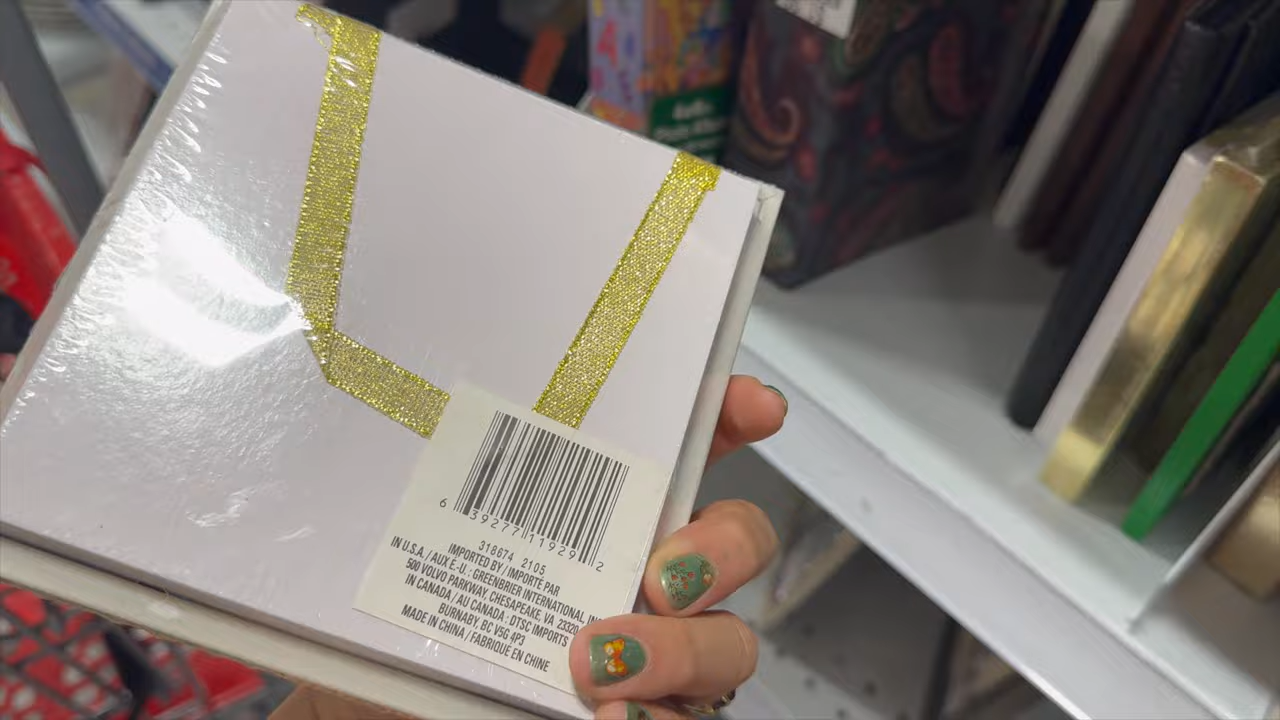 6 39277 11929 2
318674 2105
IMPORTED BY / IMPORTÉ PAR
IN U.S.A. / AUX É.-U.: GREENBRIER INTERNATIONAL, IN
500 VOLVO PARKWAY, CHESAPEAKE, VA 23320
IN CANADA / AU CANADA : DTSC IMPORTS
BURNABY, BC V5G 4P3
MADE IN CHINA / FABRIQUÉ EN CHINE